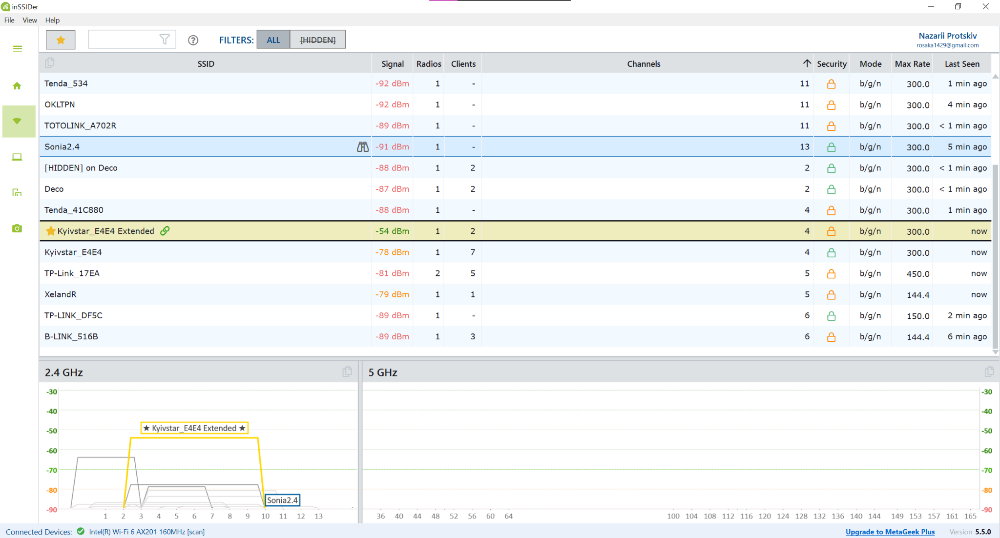 inSSIDer
File View Help
FILTERS: ALL [HIDDEN]
Nazarii Protskiv
rosaka1429@gmail.com
SSID Signal Radios Clients Channels Security Mode Max Rate Last Seen
Tenda_534 -92 dBm 1 - 11 b/g/n 300.0 1 min ago
OKLTPN -92 dBm 1 - 11 b/g/n 300.0 4 min ago
TOTOLINK_A702R -89 dBm 1 - 11 b/g/n 300.0 < 1 min ago
Sonia2.4 -91 dBm 1 - 13 b/g/n 300.0 5 min ago
[HIDDEN] on Deco -88 dBm 1 2 2 b/g/n 300.0 < 1 min ago
Deco -87 dBm 1 2 2 b/g/n 300.0 < 1 min ago
Tenda_41C880 -88 dBm 1 - 4 b/g/n 300.0 1 min ago
Kyivstar_E4E4 Extended -54 dBm 1 2 4 b/g/n 300.0 now
Kyivstar_E4E4 -78 dBm 1 7 4 b/g/n 300.0 now
TP-Link_17EA -81 dBm 2 5 5 b/g/n 450.0 now
XelandR -79 dBm 1 1 5 b/g/n 144.4 now
TP-LINK_DF5C -89 dBm 1 - 6 b/g/n 150.0 2 min ago
B-LINK_516B -89 dBm 1 3 6 b/g/n 144.4 6 min ago
2.4 GHz
-30
-40
★ Kyivstar_E4E4 Extended ★
-50
-60
-70
-80
Sonia2.4
-90
1 2 3 4 5 6 7 8 9 10 11 12 13
5 GHz
-30
-40
-50
-60
-70
-80
-90
36 40 44 48 52 56 60 64 100 104 108 112 116 120 124 128 132 136 140 144 149 153 157 161 165
Connected Devices: Intel(R) Wi-Fi 6 AX201 160MHz [scan]
Upgrade to MetaGeek Plus Version 5.5.0